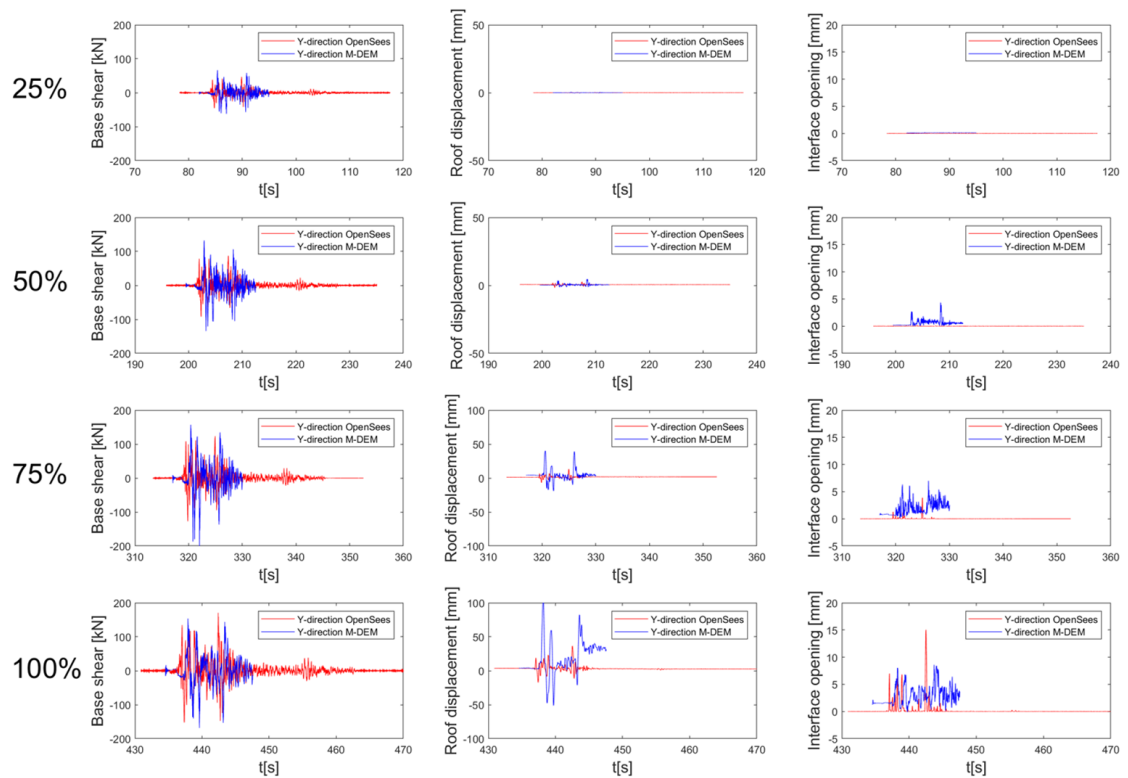 25%
Base shear [kN]
200
100
0
-100
-200
70
80
90
100
110
120
t[s]
Y-direction OpenSees
Y-direction M-DEM
Roof displacement [mm]
50
0
-50
70
80
90
100
110
120
t[s]
Y-direction OpenSees
Y-direction M-DEM
Interface opening [mm]
20
15
10
5
0
-5
70
80
90
100
110
120
t[s]
Y-direction OpenSees
Y-direction M-DEM
50%
Base shear [kN]
200
100
0
-100
-200
190
200
210
220
230
240
t[s]
Y-direction OpenSees
Y-direction M-DEM
Roof displacement [mm]
50
0
-50
190
200
210
220
230
240
t[s]
Y-direction OpenSees
Y-direction M-DEM
Interface opening [mm]
20
15
10
5
0
-5
190
200
210
220
230
240
t[s]
Y-direction OpenSees
Y-direction M-DEM
75%
Base shear [kN]
200
100
0
-100
-200
310
320
330
340
350
360
t[s]
Y-direction OpenSees
Y-direction M-DEM
Roof displacement [mm]
100
50
0
-50
-100
310
320
330
340
350
360
t[s]
Y-direction OpenSees
Y-direction M-DEM
Interface opening [mm]
20
15
10
5
0
-5
310
320
330
340
350
360
t[s]
Y-direction OpenSees
Y-direction M-DEM
100%
Base shear [kN]
200
100
0
-100
-200
430
440
450
460
470
t[s]
Y-direction OpenSees
Y-direction M-DEM
Roof displacement [mm]
100
50
0
-50
-100
430
440
450
460
470
t[s]
Y-direction OpenSees
Y-direction M-DEM
Interface opening [mm]
20
15
10
5
0
-5
430
440
450
460
470
t[s]
Y-direction OpenSees
Y-direction M-DEM